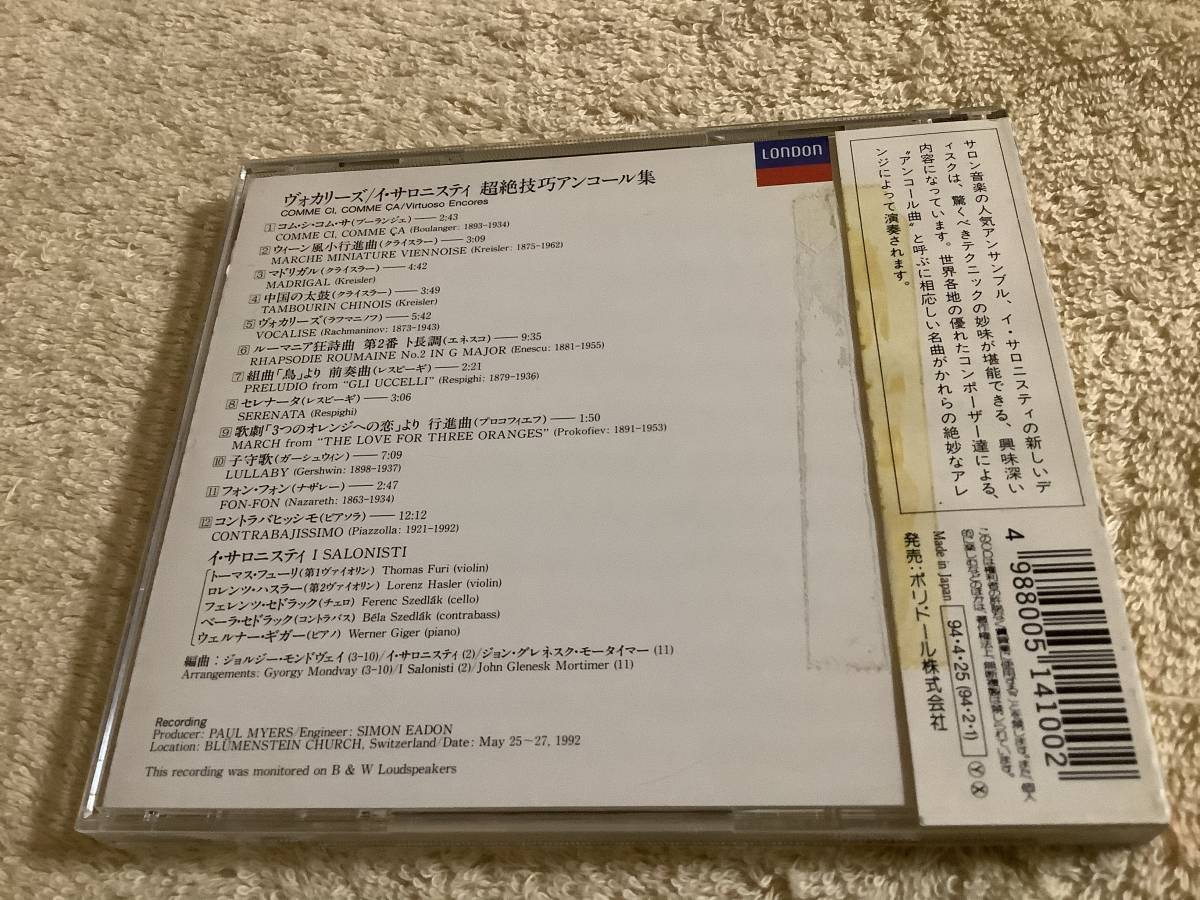 LONDON
ヴォカリーズ/イ・サロニスティ 超絶技巧アンコール集
COMME CI, COMME ÇA/Virtuoso Encores
1 コム・シ・コム・サ(ブーランジェ)── 2:43
COMME CI, COMME ÇA (Boulanger: 1893-1934)
2 ウィーン風小行進曲(クライスラー)── 3:09
MARCHE MINIATURE VIENNOISE (Kreisler: 1875-1962)
3 マドリガル(クライスラー)── 4:42
MADRIGAL (Kreisler)
4 中国の太鼓(クライスラー)── 3:49
TAMBOURIN CHINOIS (Kreisler)
5 ヴォカリーズ(ラフマニノフ)── 5:42
VOCALISE (Rachmaninov: 1873-1943)
6 ルーマニア狂詩曲 第2番 ト長調(エネスコ)── 9:35
RHAPSODIE ROUMAINE No.2 IN G MAJOR (Enescu: 1881-1955)
7 組曲「鳥」より 前奏曲(レスピーギ)── 2:21
PRELUDIO from "GLI UCCELLI" (Respighi: 1879-1936)
8 セレナータ(レスピーギ)── 3:06
SERENATA (Respighi)
9 歌劇「3つのオレンジへの恋」より 行進曲(プロコフィエフ)── 1:50
MARCH from "THE LOVE FOR THREE ORANGES" (Prokofiev: 1891-1953)
10 子守歌(ガーシュウィン)── 7:09
LULLABY (Gershwin: 1898-1937)
11 フォン・フォン(ナザレー)── 2:47
FON-FON (Nazareth: 1863-1934)
12 コントラバヒッシモ(ピアソラ)── 12:12
CONTRABAJISSIMO (Piazzolla: 1921-1992)
イ・サロニスティ I SALONISTI
トーマス・フューリ(第1ヴァイオリン) Thomas Furi (violin)
ロレンツ・ハスラー(第2ヴァイオリン) Lorenz Hasler (violin)
フェレンツ・セドラック(チェロ) Ferenc Szedlák (cello)
ベーラ・セドラック(コントラバス) Béla Szedlák (contrabass)
ウェルナー・ギガー(ピアノ) Werner Giger (piano)
編曲:ジョルジー・モンドヴェイ(3-10)/イ・サロニスティ(2)/ジョン・グレネスク・モータイマー(11)
Arrangements: Gyorgy Mondvay (3-10)/I Salonisti (2)/John Glenesk Mortimer (11)
Recording
Producer: PAUL MYERS/Engineer: SIMON EADON
Location: BLUMENSTEIN CHURCH, Switzerland/Date: May 25~27, 1992
This recording was monitored on B & W Loudspeakers
サロン音楽の人気アンサンブル、イ・サロニスティの新しいデ
ィスクは、驚くべきテクニックの妙味が堪能できる、興味深い
内容になっています。世界各地の優れたコンポーザー達による、
"アンコール曲"と呼ぶに相応しい名曲がかれらの絶妙なアレ
ンジによって演奏されます。
発売:ポリドール株式会社
Made in Japan
94・4・25 (94・2・1) Ⓨ Ⓧ
4 988005 141002